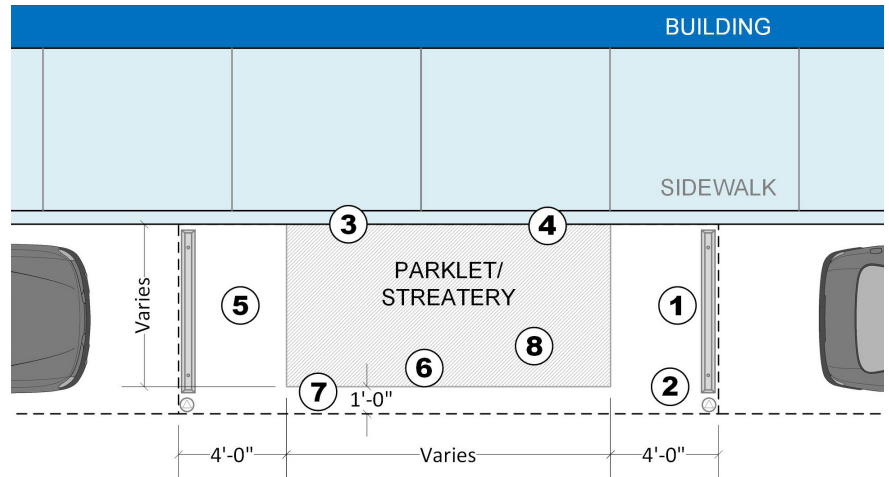 BUILDING
SIDEWALK
3
4
PARKLET/
STREATERY
Varies
5
1
8
6
7
1'-0"
2
4'-0"
Varies
4'-0"